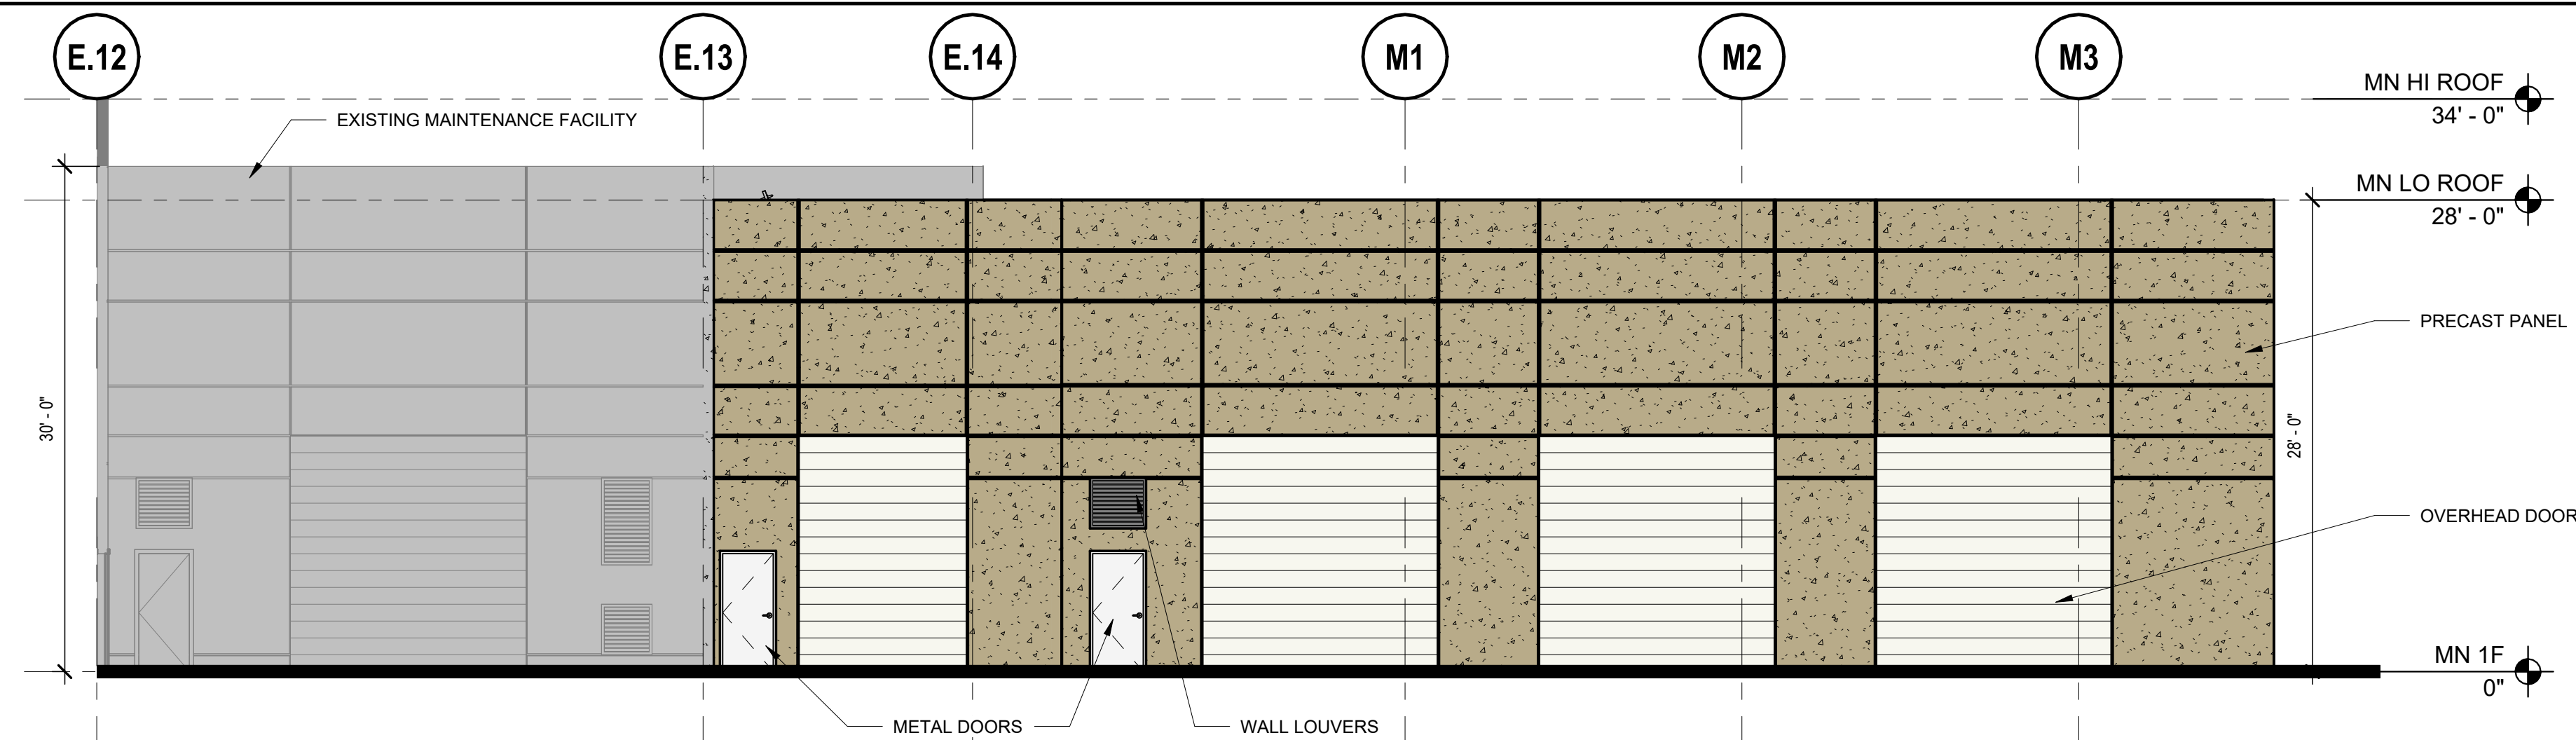 E.12
E.13
E.14
M1
M2
M3
MN HI ROOF
34' - 0"
EXISTING MAINTENANCE FACILITY
MN LO ROOF
28' - 0"
PRECAST PANEL
30' - 0"
28' - 0"
OVERHEAD DOOR
MN 1F
0"
METAL DOORS
WALL LOUVERS